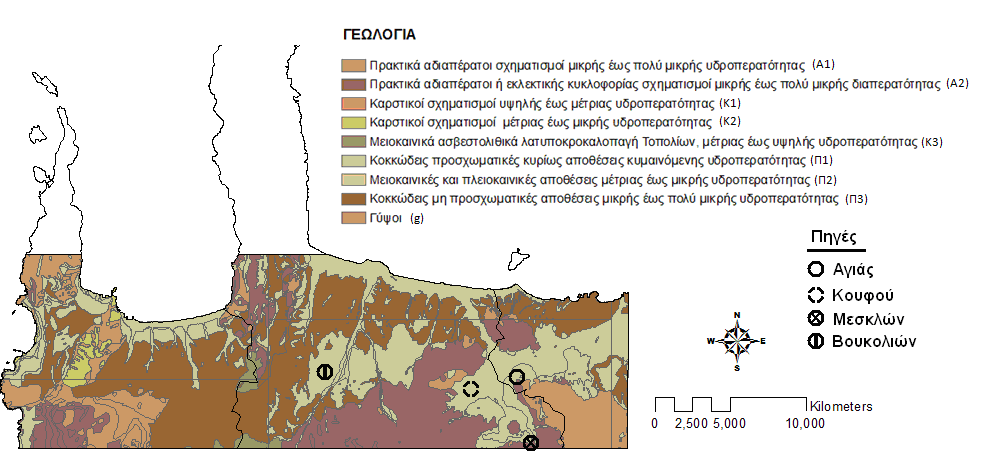 ΓΕΩΛΟΓΙΑ
Πρακτικά αδιαπέρατοι σχηματισμοί μικρής έως πολύ μικρής υδροπερατότητας (Α1)
Πρακτικά αδιαπέρατοι ή εκλεκτικής κυκλοφορίας σχηματισμοί μικρής έως πολύ μικρής διαπερατότητας (Α2)
Καρστικοί σχηματισμοί υψηλής έως μέτριας υδροπερατότητας (Κ1)
Καρστικοί σχηματισμοί μέτριας έως μικρής υδροπερατότητας (Κ2)
Μειοκαινικά ασβεστολιθικά λατυποκροκαλοπαγή Τοπολίων, μέτριας έως υψηλής υδροπερατότητας (Κ3)
Κοκκώδεις προσχωματικές κυρίως αποθέσεις κυμαινόμενης υδροπερατότητας (Π1)
Μειοκαινικές και πλειοκαινικές αποθέσεις μέτριας έως μικρής υδροπερατότητας (Π2)
Κοκκώδεις μη προσχωματικές αποθέσεις μικρής έως πολύ μικρής υδροπερατότητας (Π3)
Γύψοι (g)
Πηγές
Αγιάς
Κουφού
Μεσκλών
Βουκολιών
N
W E
S
Kilometers
0 2,500 5,000 10,000